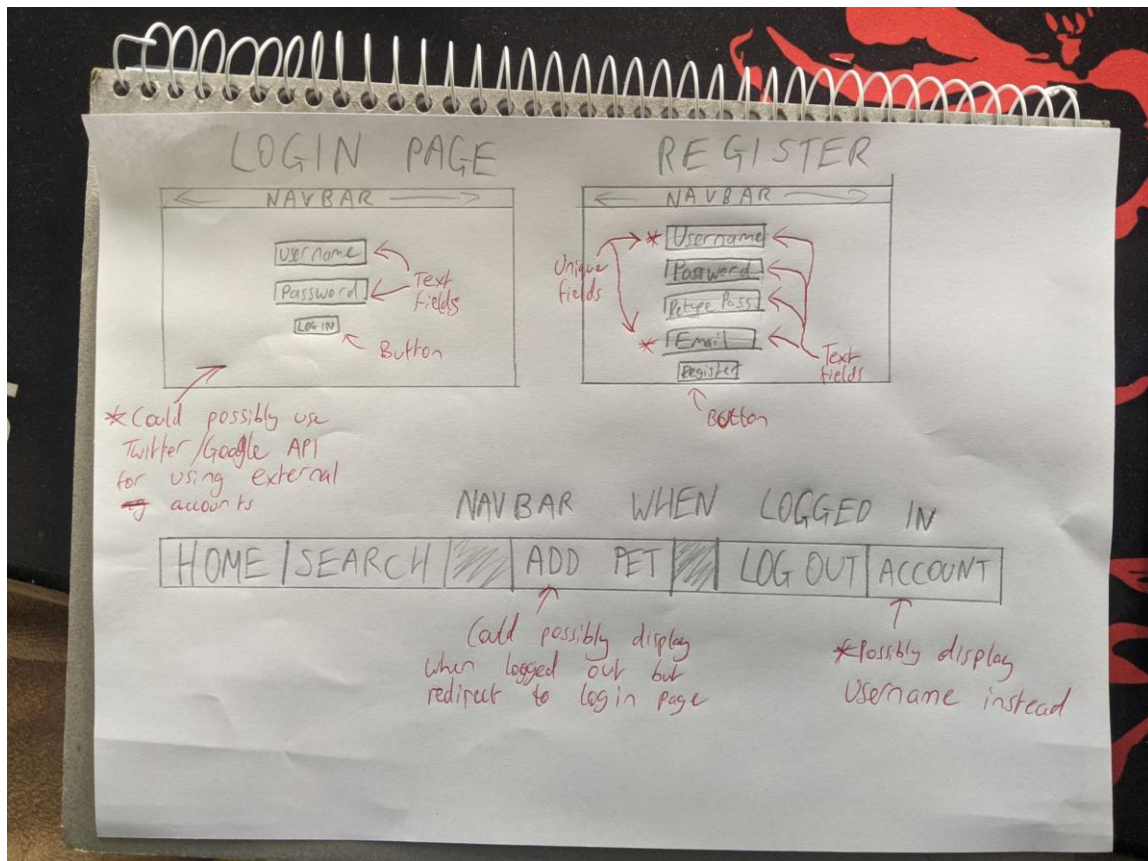 LOGIN PAGE
NAVBAR
Username
Password
LOGIN
Text
fields
Button
* Could possibly use
Twitter/Google API
for using external
accounts
REGISTER
NAVBAR
* Username
Password
Retype Pass.
* Email
Register
Unique
fields
Text
fields
Button
NAVBAR WHEN LOGGED IN
HOME SEARCH ADD PET LOG OUT ACCOUNT
Could possibly display
when logged out but
redirect to login page
* Possibly display
Username instead